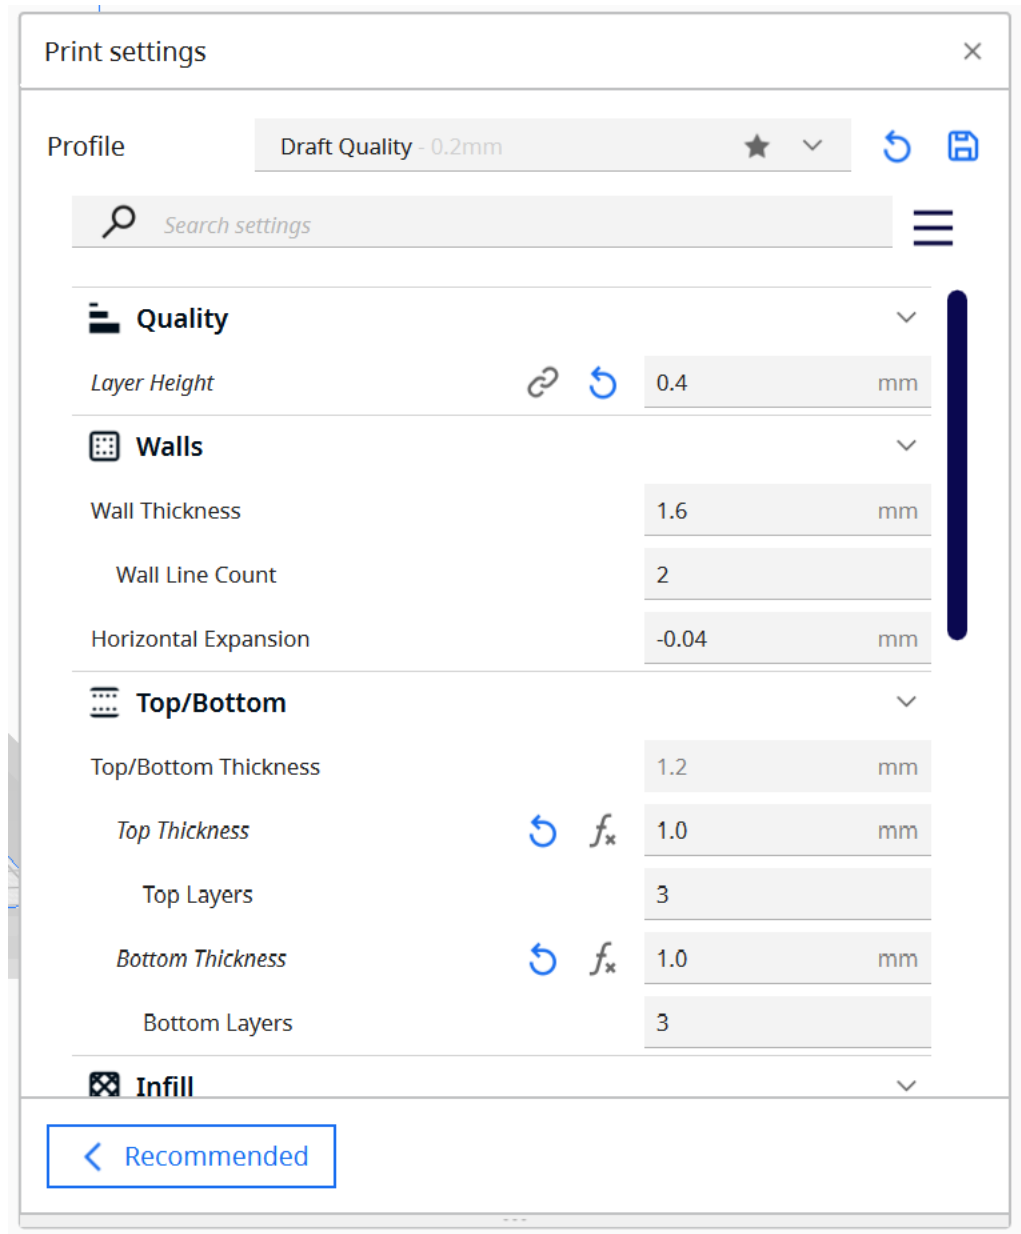 Print settings
Profile
Draft Quality - 0.2mm
Search settings
Quality
Layer Height 0.4 mm
Walls
Wall Thickness 1.6 mm
Wall Line Count 2
Horizontal Expansion -0.04 mm
Top/Bottom
Top/Bottom Thickness 1.2 mm
Top Thickness fx 1.0 mm
Top Layers 3
Bottom Thickness fx 1.0 mm
Bottom Layers 3
Infill
Recommended